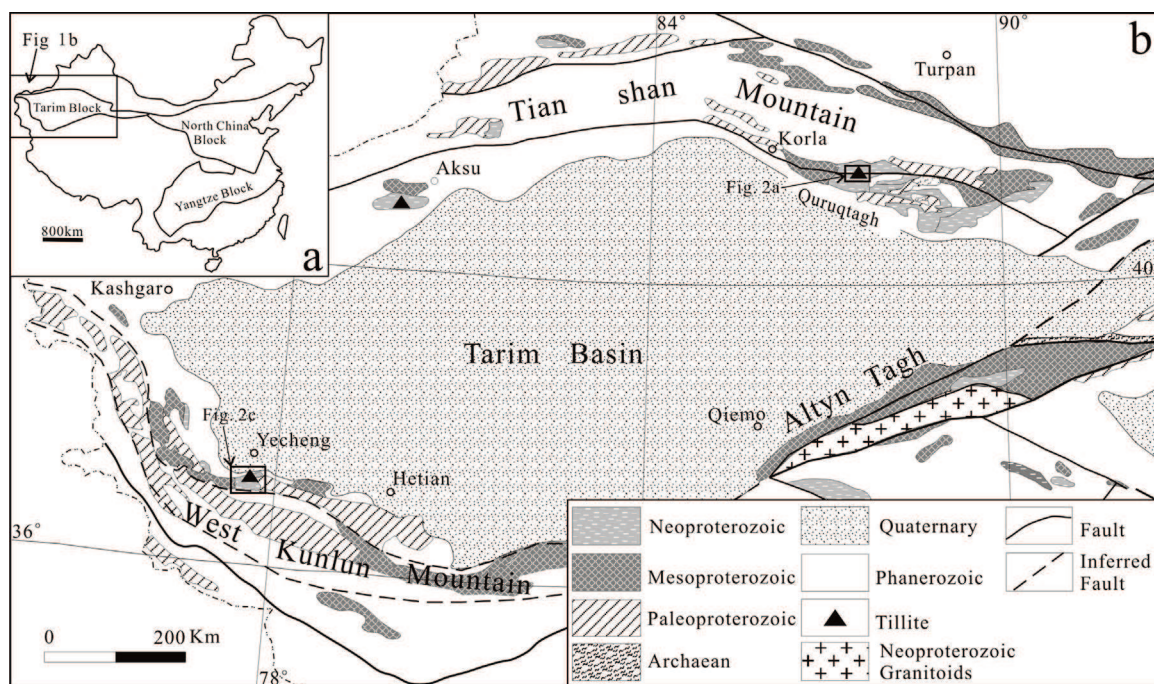 Fig 1b
Tarim Block
North China
Block
Yangtze Block
800km
a
b
84°
90°
Turpan
Tian shan Mountain
Korla
Aksu
Fig. 2a
Quruqtagh
Kashgar
40
Tarim Basin
Altyn Tagh
Qiemo
Fig. 2c
Yecheng
Hetian
36°
West Kunlun Mountain
0 200 Km
78°
Neoproterozoic
Mesoproterozoic
Paleoproterozoic
Archaean
Quaternary
Phanerozoic
Tillite
Neoproterozoic
Granitoids
Fault
Inferred
Fault